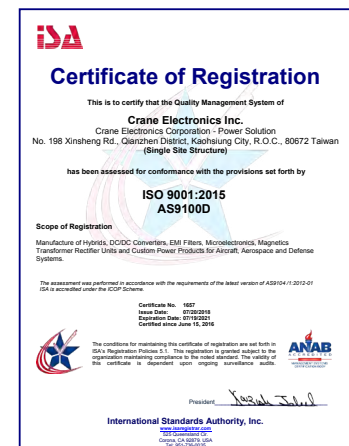 iSA
Certificate of Registration
This is to certify that the Quality Management System of
Crane Electronics Inc.
Crane Electronics Corporation - Power Solution
No. 198 Xinsheng Rd., Qianzhen District, Kaohsiung City, R.O.C., 80672 Taiwan
(Single Site Structure)
has been assessed for conformance with the provisions set forth by
ISO 9001:2015
AS9100D
Scope of Registration
Manufacture of Hybrids, DC/DC Converters, EMI Filters, Microelectronics, Magnetics
Transformer Rectifier Units and Custom Power Products for Aircraft, Aerospace and Defense
Systems.
The assessment was performed in accordance with the requirements of the latest version of AS9104 /1:2012-01
ISA is accredited under the ICOP Scheme.
Certificate No. 1657
Issue Date: 07/20/2018
Expiration Date: 07/19/2021
Certified since June 15, 2016
The conditions for maintaining this certificate of registration are set forth in
ISA's Registration Policies 5.1. This registration is granted subject to the
organization maintaining compliance to the noted standard. The validity of
this certificate is dependent upon ongoing surveillance audits.
ANAB
ACCREDITED
President
International Standards Authority, Inc.
www.isaregistrar.com
525 Queensland Cir.
Corona, CA 92879, USA